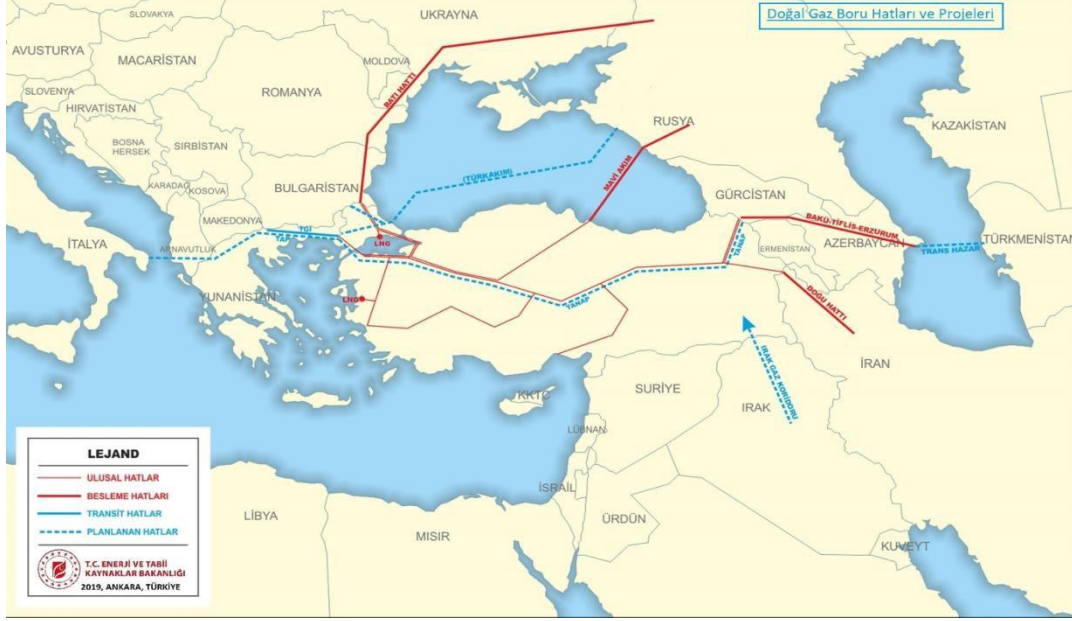 Doğal Gaz Boru Hatları ve Projeleri
SLOVAKYA
UKRAYNA
AVUSTURYA
MACARİSTAN
MOLDOVA
SLOVENYA
HIRVATİSTAN
ROMANYA
BATI HATTI
RUSYA
KAZAKİSTAN
BOSNA
HERSEK
SIRBİSTAN
KARADAĞ
KOSOVA
BULGARİSTAN
(TÜRKAKIM)
MAVİ AKIM
GÜRCİSTAN
MAKEDONYA
İTALYA
ARNAVUTLUK
TGI
TAP
LNG
BAKÜ-TİFLİS-ERZURUM
ERMENİSTAN
AZERBAYCAN
TRANS HAZAR
TÜRKMENİSTAN
TANAP
YUNANİSTAN
LNG
TANAP
DOĞU HATTI
IRAK GAZ KORİDORU
İRAN
KKTC
SURİYE
IRAK
LÜBNAN
İSRAİL
ÜRDÜN
LİBYA
MISIR
KUVEYT
LEJAND
ULUSAL HATLAR
BESLEME HATLARI
TRANSİT HATLAR
PLANLANAN HATLAR
T.C. ENERJİ VE TABİİ
KAYNAKLAR BAKANLIĞI
2019, ANKARA, TÜRKİYE